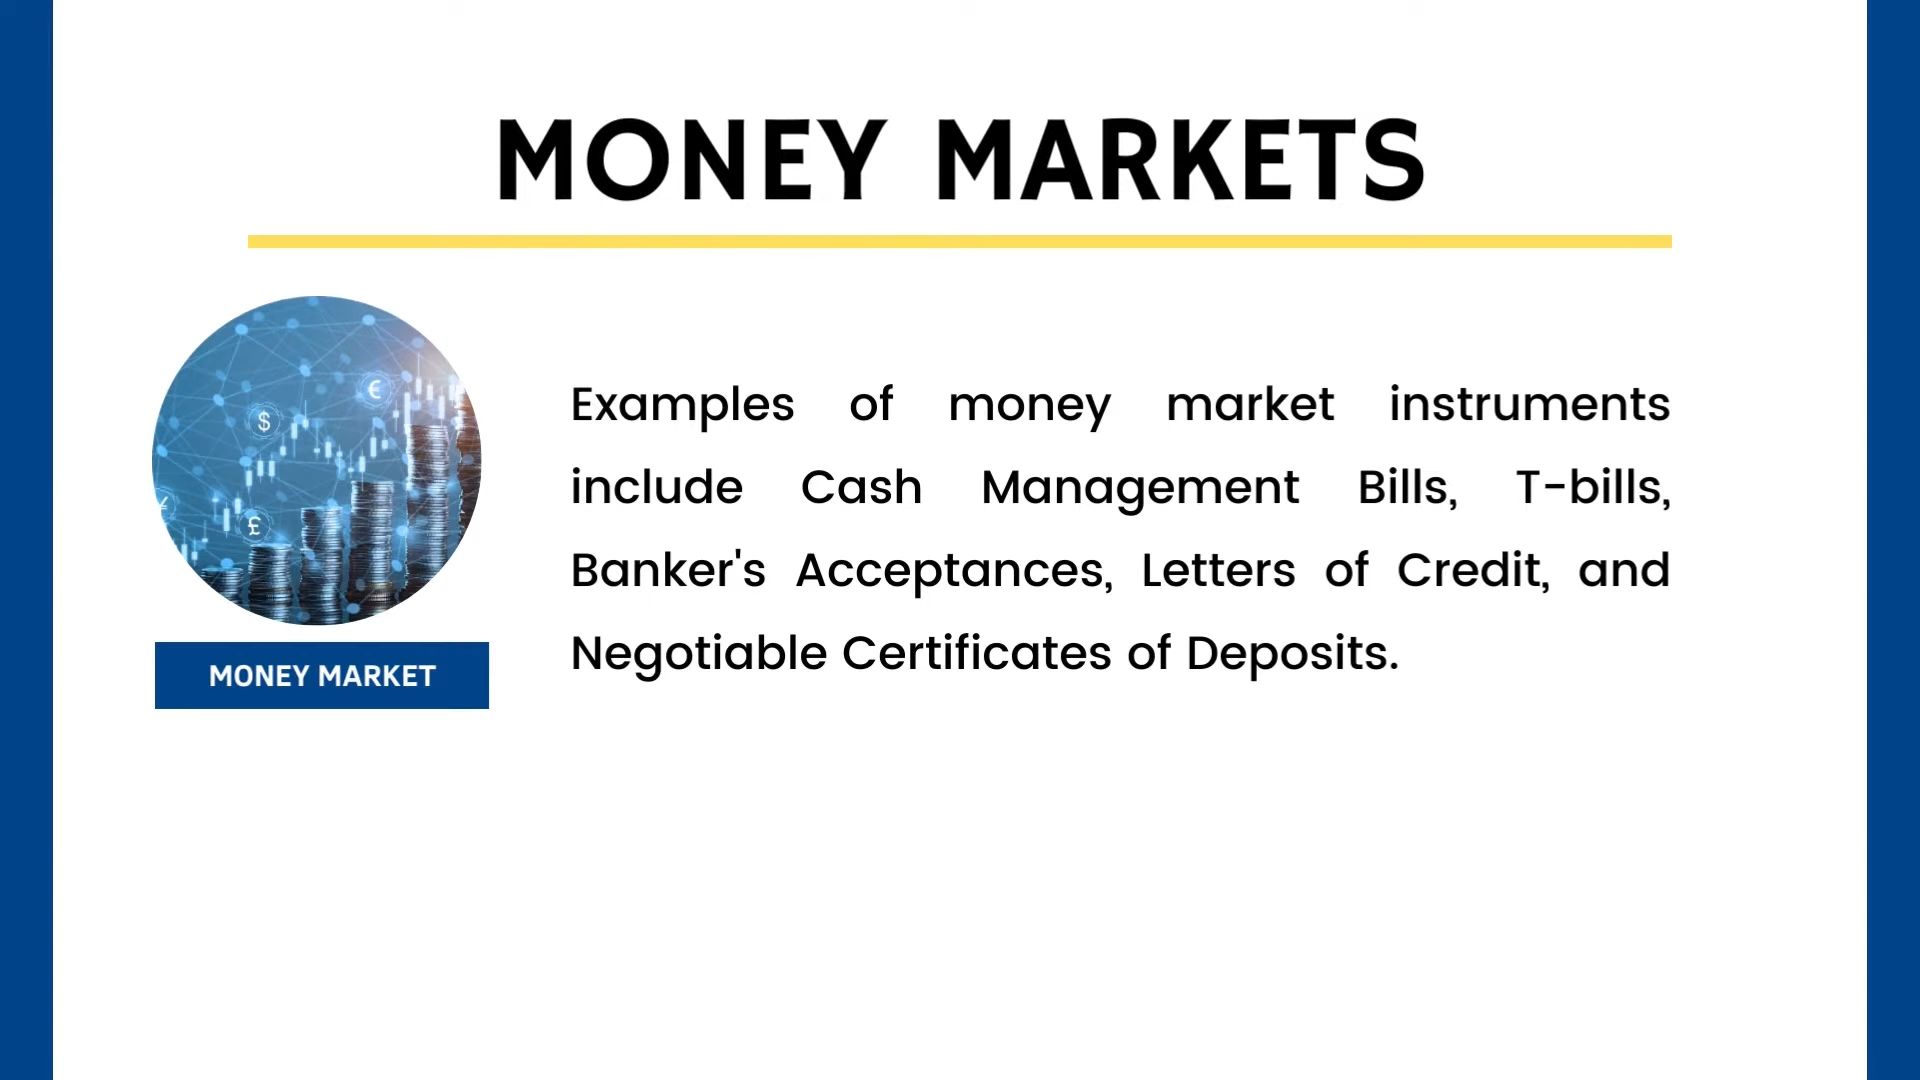 MONEY MARKETS
$
€
£
MONEY MARKET
Examples of money market instruments
include Cash Management Bills, T-bills,
Banker's Acceptances, Letters of Credit, and
Negotiable Certificates of Deposits.